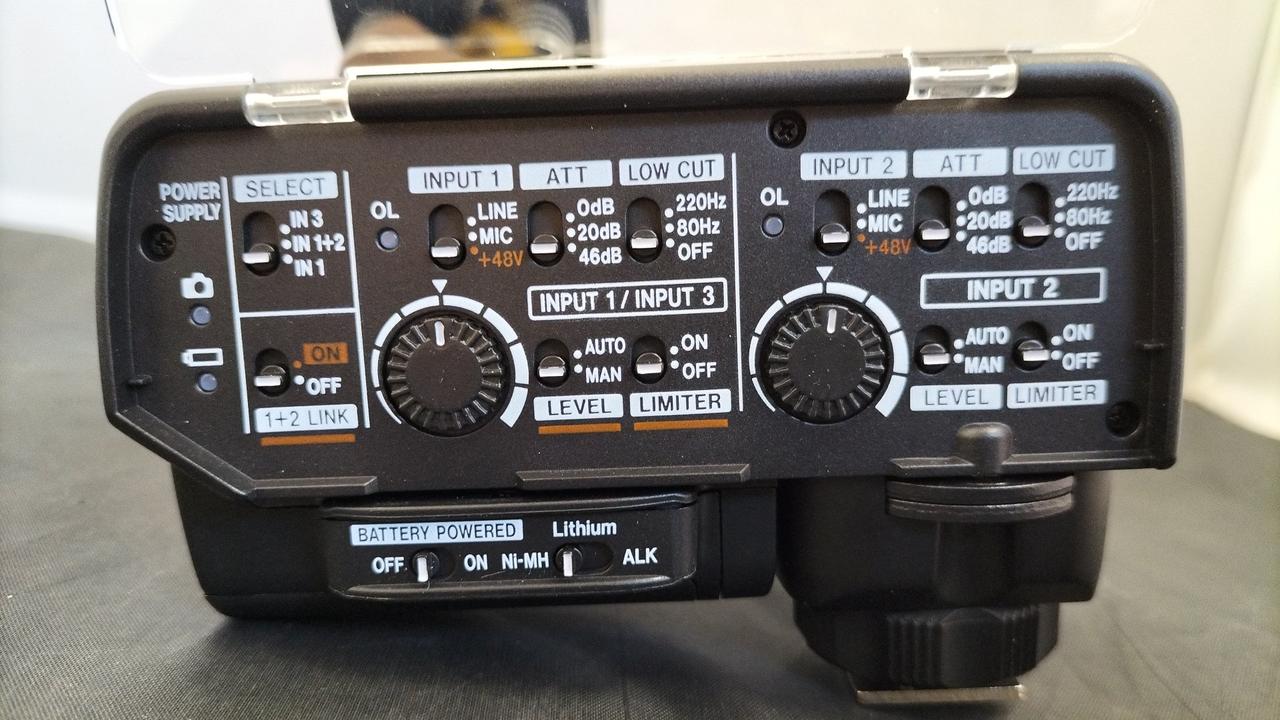 POWER
SUPPLY
SELECT
IN 3
IN 1+2
IN 1
ON
OFF
1+2 LINK
OL
INPUT 1
LINE
MIC
+48V
ATT
0dB
20dB
46dB
LOW CUT
220Hz
80Hz
OFF
INPUT 1 / INPUT 3
AUTO
MAN
LEVEL
ON
OFF
LIMITER
OL
INPUT 2
LINE
MIC
+48V
ATT
0dB
20dB
46dB
LOW CUT
220Hz
80Hz
OFF
INPUT 2
AUTO
MAN
LEVEL
ON
OFF
LIMITER
BATTERY POWERED
OFF
ON
Lithium
Ni-MH
ALK